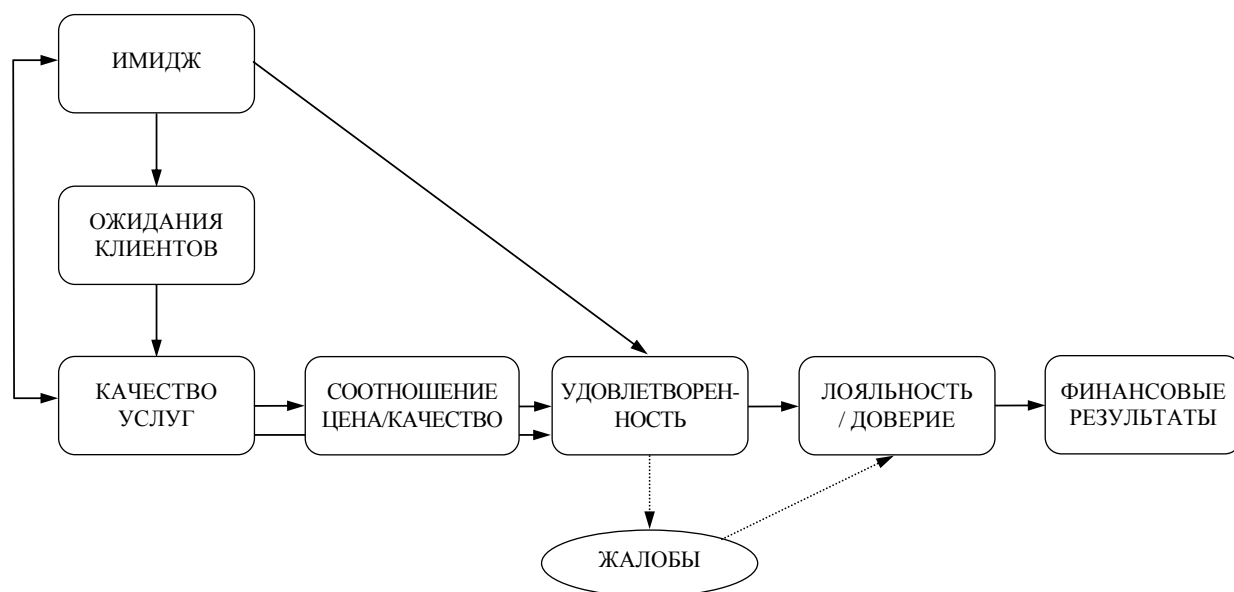 ИМИДЖ
ОЖИДАНИЯ
КЛИЕНТОВ
КАЧЕСТВО
УСЛУГ
СООТНОШЕНИЕ
ЦЕНА/КАЧЕСТВО
УДОВЛЕТВОРЕН-
НОСТЬ
ЛОЯЛЬНОСТЬ
/ ДОВЕРИЕ
ФИНАНСОВЫЕ
РЕЗУЛЬТАТЫ
ЖАЛОБЫ